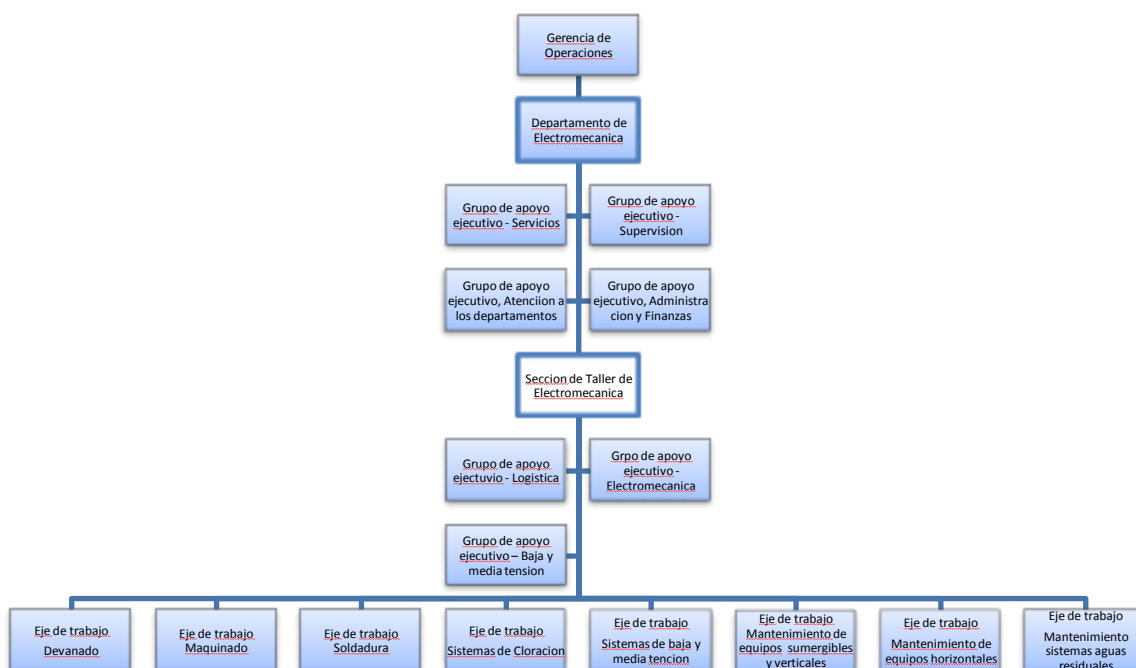 Gerencia de
Operaciones
Departamento de
Electromecanica
Grupo de apoyo
ejecutivo - Servicios
Grupo de apoyo
ejecutivo -
Supervision
Grupo de apoyo
ejecutivo, Atenciion a
los departamentos
Grupo de apoyo
ejecutivo, Administra
cion y Finanzas
Seccion de Taller de
Electromecanica
Grupo de apoyo
ejectuvio - Logistica
Grpo de apoyo
ejecutivo -
Electromecanica
Grupo de apoyo
ejecutivo – Baja y
media tension
Eje de trabajo
Devanado
Eje de trabajo
Maquinado
Eje de trabajo
Soldadura
Eje de trabajo
Sistemas de Cloracion
Eje de trabajo
Sistemas de baja y
media tencion
Eje de trabajo
Mantenimiento de
equipos sumergibles
y verticales
Eje de trabajo
Mantenimiento de
equipos horizontales
Eje de trabajo
Mantenimiento
sistemas aguas
residuales